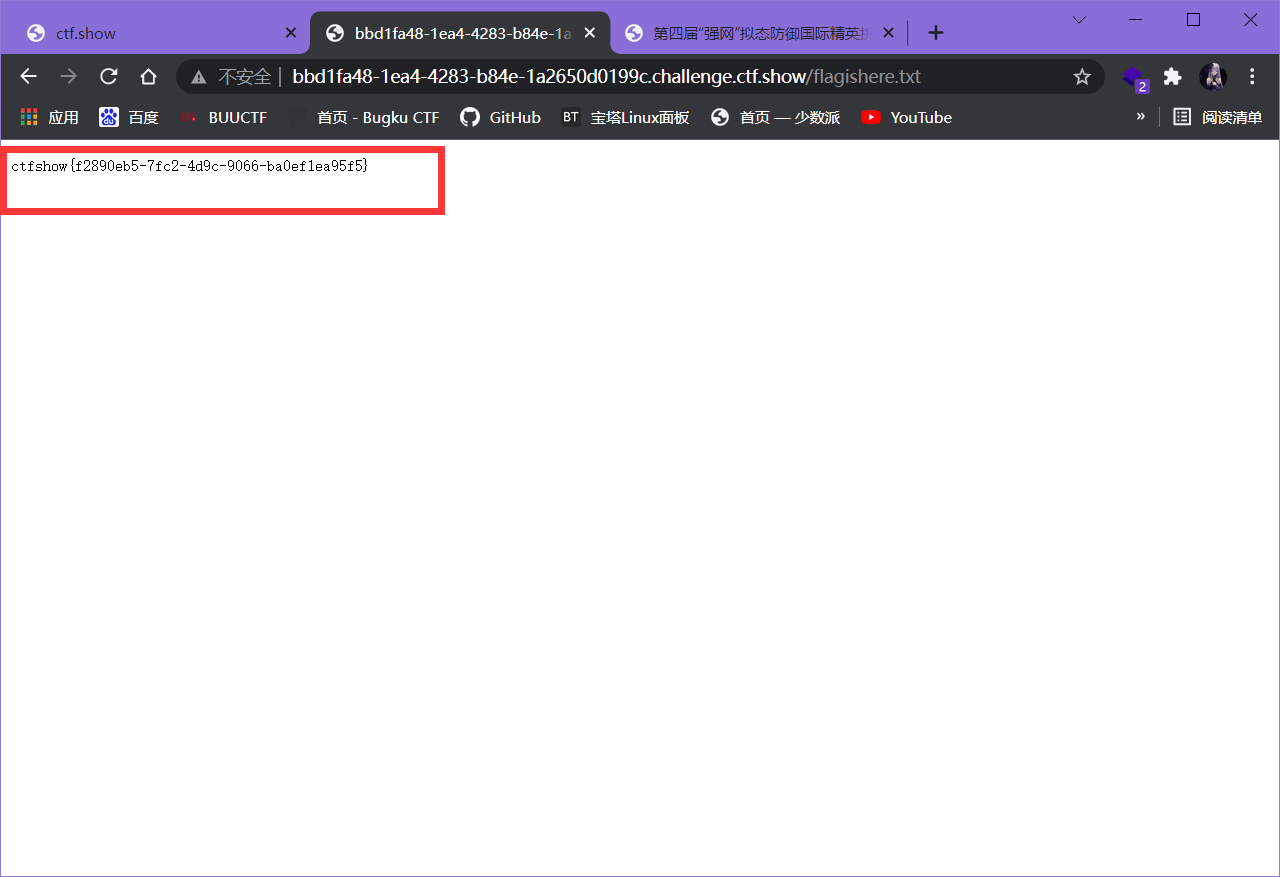 ctf.show
bbd1fa48-1ea4-4283-b84e-1a
第四届“强网”拟态防御国际精英
不安全 bbd1fa48-1ea4-4283-b84e-1a2650d0199c.challenge.ctf.show/flagishere.txt
2
应用 百度 BUUCTF 首页 - Bugku CTF GitHub BT 宝塔Linux面板 首页 — 少数派 YouTube » 阅读清单
ctfshow{f2890eb5-7fc2-4d9c-9066-ba0ef1ea95f5}